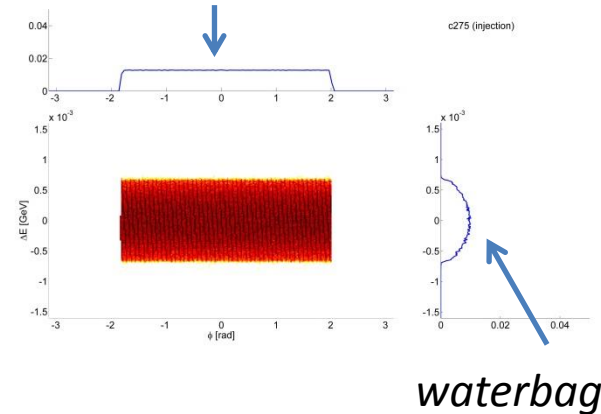 0.04
0.02
0
-3 -2 -1 0 1 2 3
c275 (injection)
x 10⁻³
1.5
1
0.5
0
-0.5
-1
-1.5
ΔE [GeV]
-3 -2 -1 0 1 2 3
ϕ [rad]
x 10⁻³
1.5
1
0.5
0
-0.5
-1
-1.5
0 0.02 0.04
waterbag